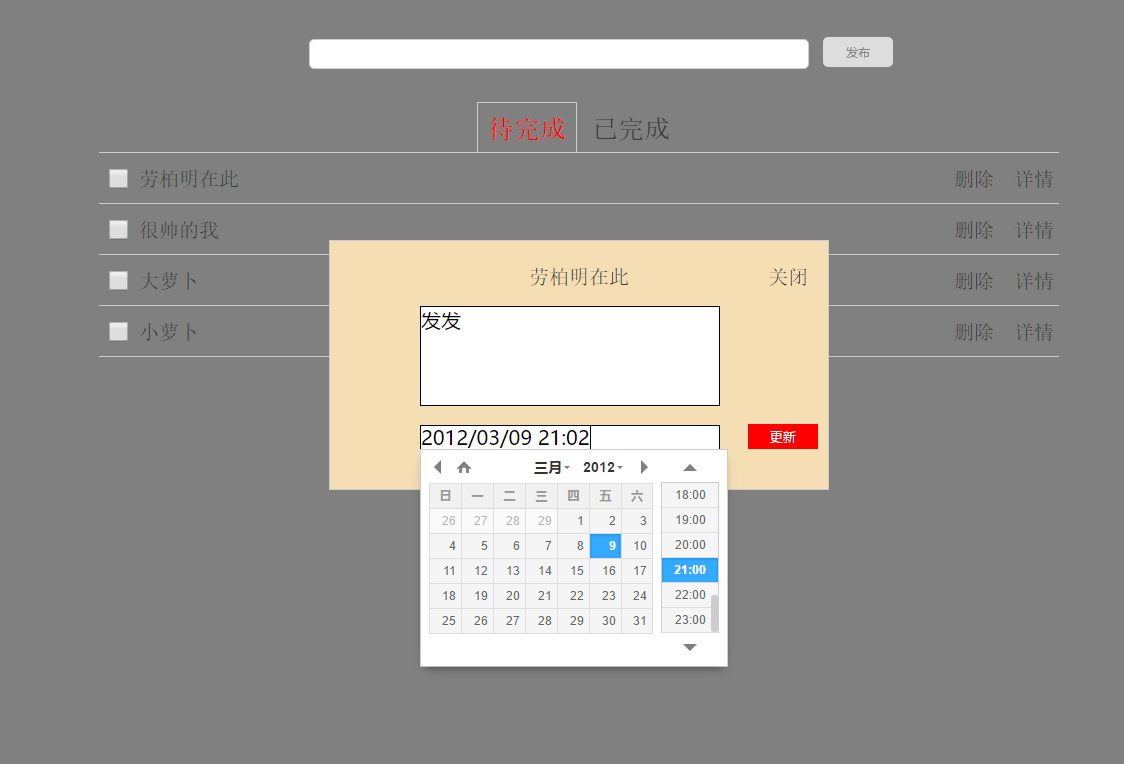 发布
待完成 已完成
劳柏明在此 删除 详情
很帅的我 删除 详情
大萝卜 删除 详情
小萝卜 删除 详情
劳柏明在此 关闭
发发
2012/03/09 21:02 更新
三月 2012
日 一 二 三 四 五 六
26 27 28 29 1 2 3
4 5 6 7 8 9 10
11 12 13 14 15 16 17
18 19 20 21 22 23 24
25 26 27 28 29 30 31
18:00
19:00
20:00
21:00
22:00
23:00